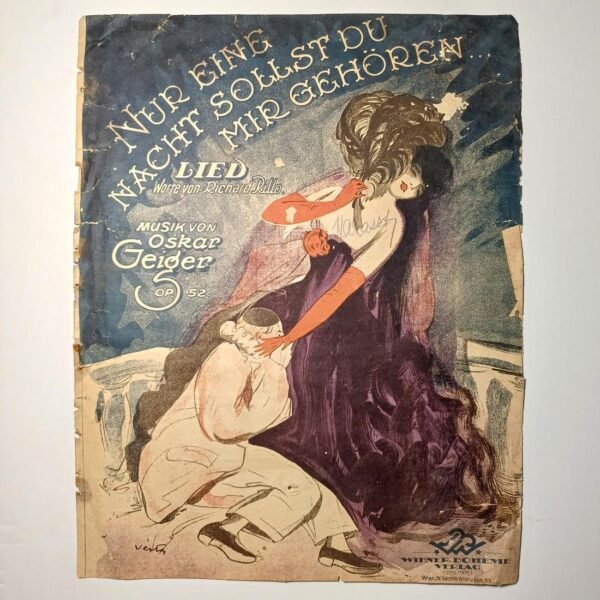 NUR EINE
NACHT SOLLST DU
MIR GEHÖREN...
LIED
Worte von Richard Rillo.
MUSIK VON
Oskar
Geiger
OP. 52.
WIENER BOHEME
VERLAG